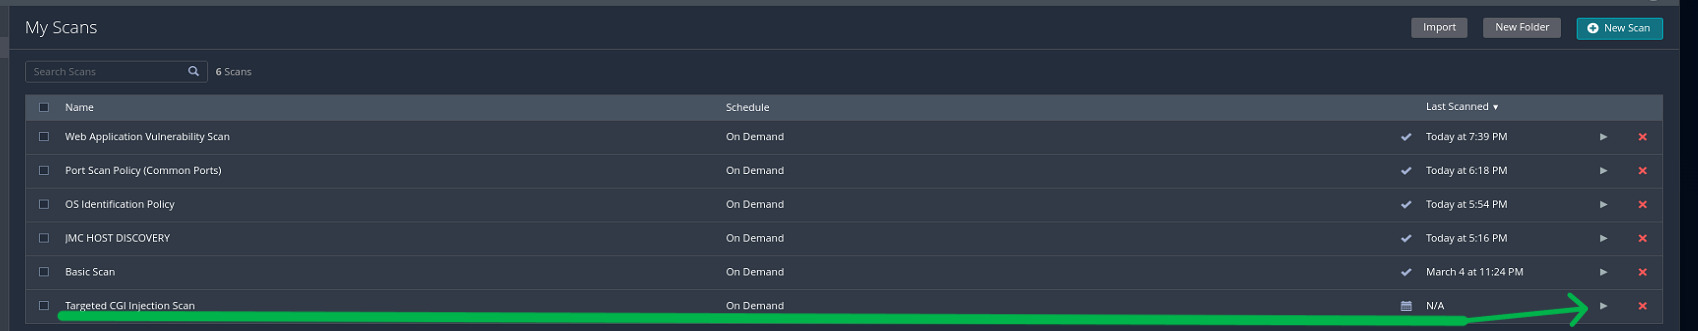 My Scans
Import New Folder New Scan
Search Scans 6 Scans
Name Schedule Last Scanned ▼
Web Application Vulnerability Scan On Demand Today at 7:39 PM
Port Scan Policy (Common Ports) On Demand Today at 6:18 PM
OS Identification Policy On Demand Today at 5:54 PM
JMC HOST DISCOVERY On Demand Today at 5:16 PM
Basic Scan On Demand March 4 at 11:24 PM
Targeted CGI Injection Scan On Demand N/A